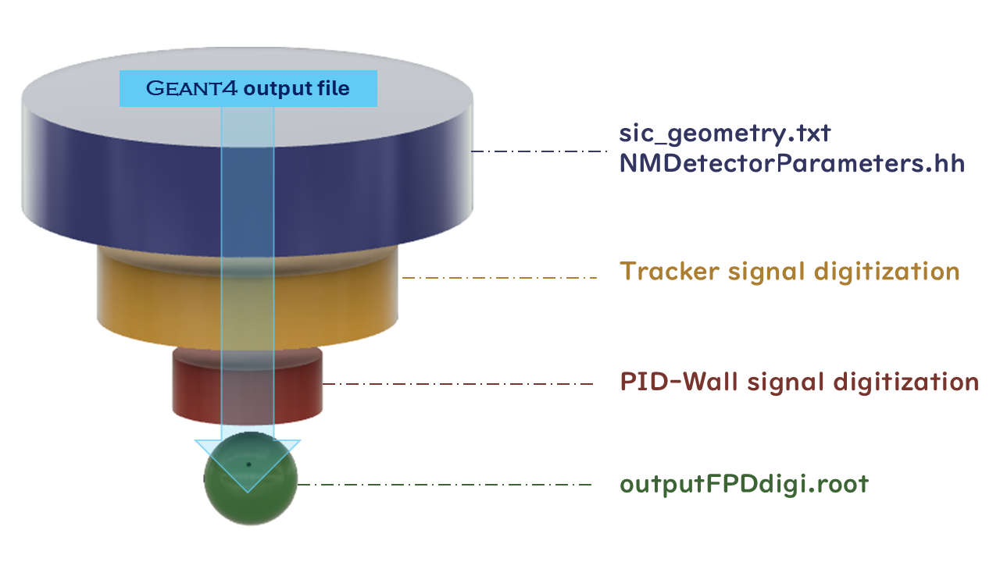 GEANT4 output file
sic_geometry.txt
NMDetectorParameters.hh
Tracker signal digitization
PID-Wall signal digitization
outputFPDdigi.root